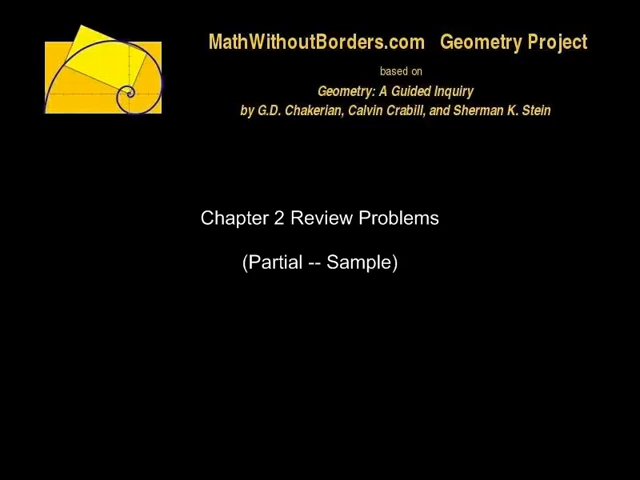 MathWithoutBorders.com Geometry Project
based on
Geometry: A Guided Inquiry
by G.D. Chakerian, Calvin Crabill, and Sherman K. Stein
Chapter 2 Review Problems
(Partial -- Sample)